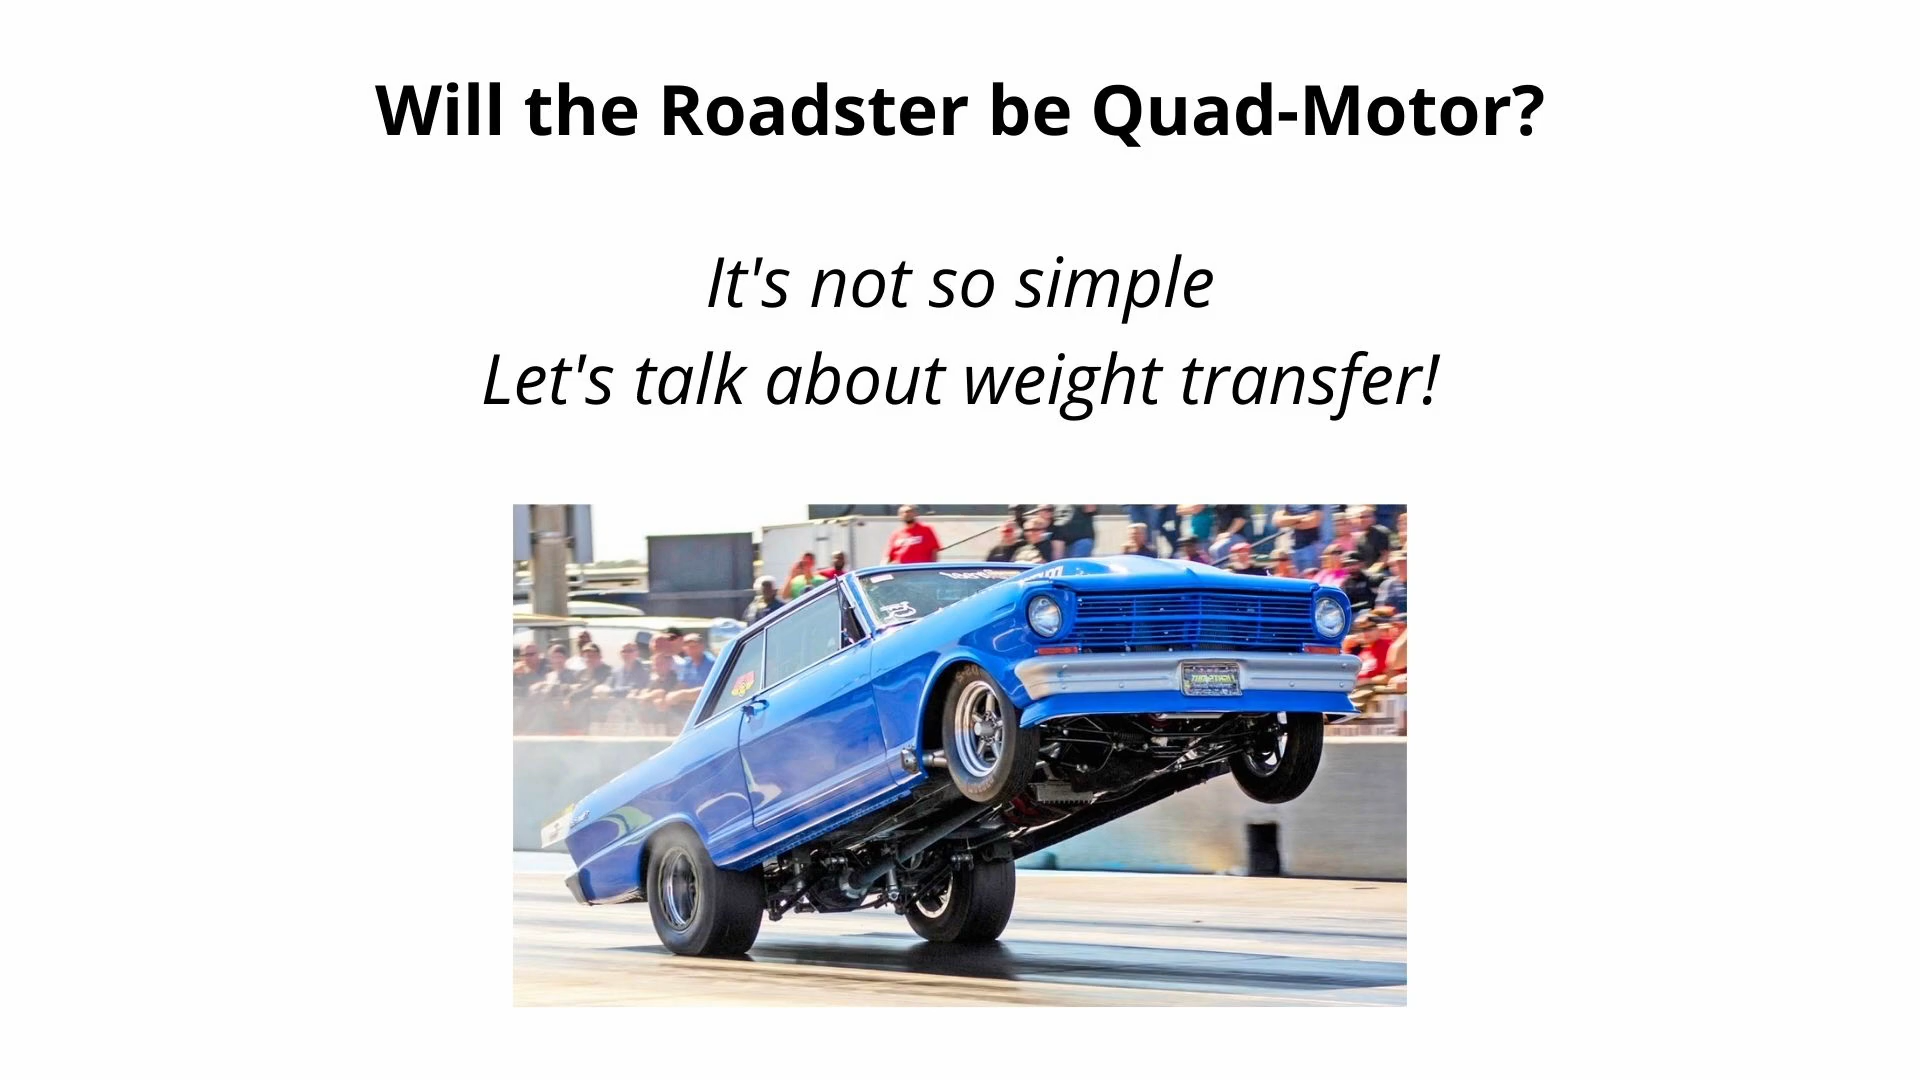 Will the Roadster be Quad-Motor?
It's not so simple
Let's talk about weight transfer!